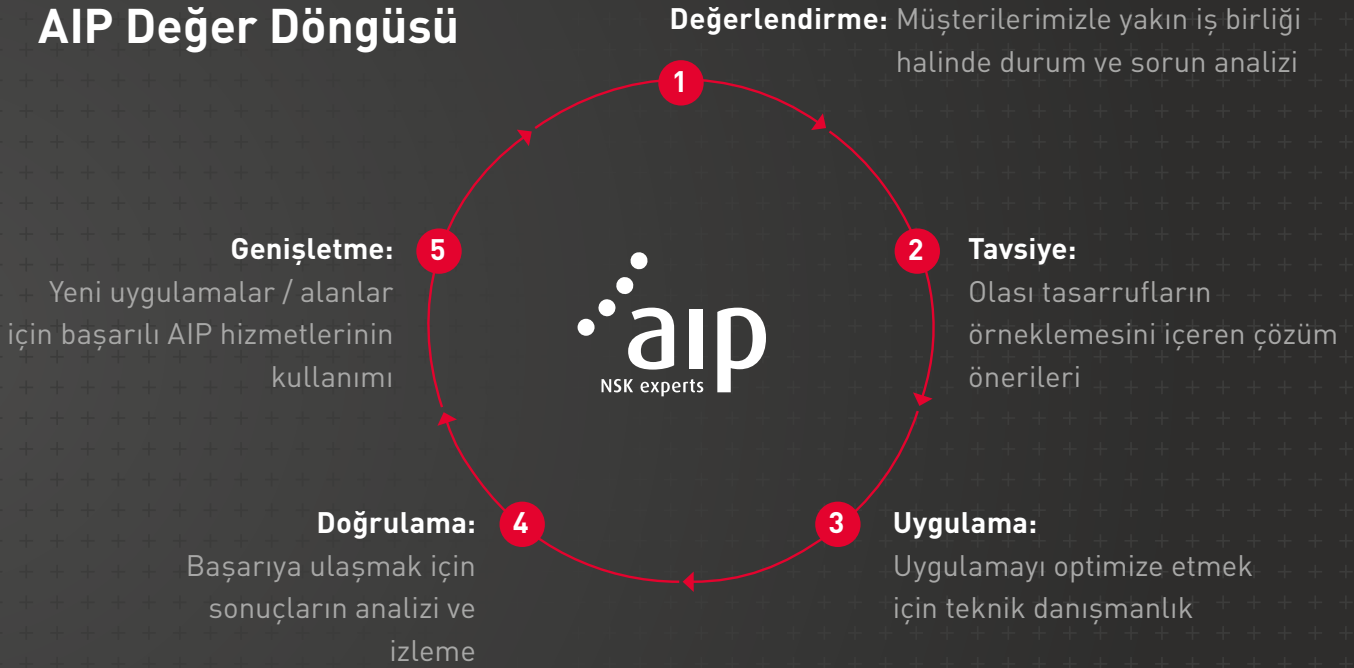 AIP Değer Döngüsü
Değerlendirme: Müşterilerimizle yakın iş birliği
halinde durum ve sorun analizi
1
2
Tavsiye:
Olası tasarrufların
örneklemesini içeren çözüm
önerileri
3
Uygulama:
Uygulamayı optimize etmek
için teknik danışmanlık
4
Doğrulama:
Başarıya ulaşmak için
sonuçların analizi ve
izleme
5
Genişletme:
Yeni uygulamalar / alanlar
için başarılı AIP hizmetlerinin
kullanımı
aip
NSK experts